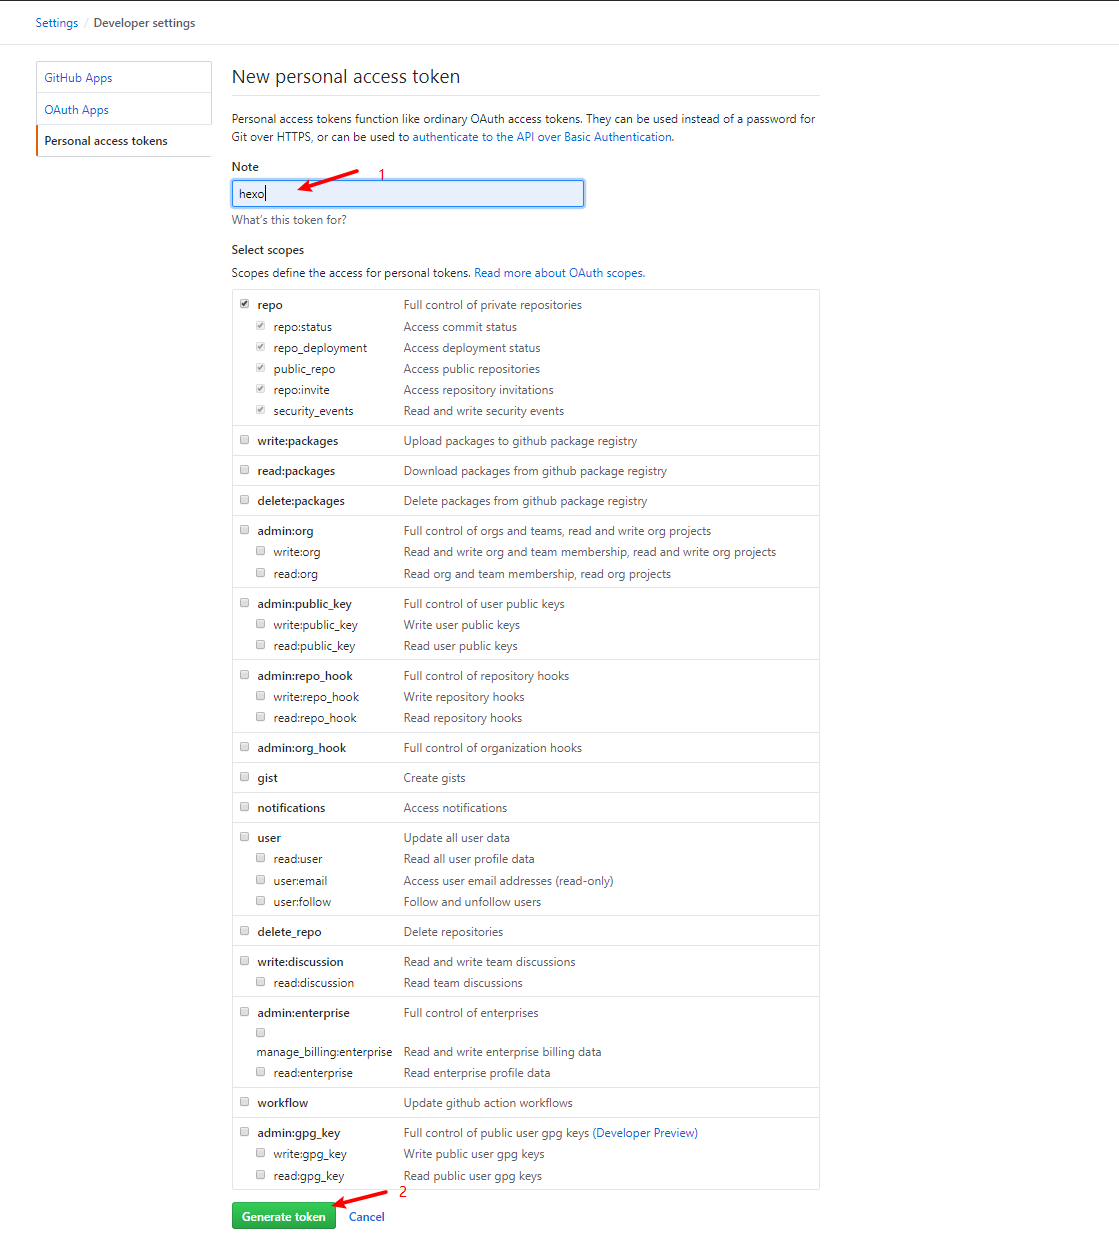 Settings / Developer settings
GitHub Apps
OAuth Apps
Personal access tokens
New personal access token
Personal access tokens function like ordinary OAuth access tokens. They can be used instead of a password for
Git over HTTPS, or can be used to authenticate to the API over Basic Authentication.
Note
1
hexo
What's this token for?
Select scopes
Scopes define the access for personal tokens. Read more about OAuth scopes.
repo Full control of private repositories
repo:status Access commit status
repo_deployment Access deployment status
public_repo Access public repositories
repo:invite Access repository invitations
security_events Read and write security events
write:packages Upload packages to github package registry
read:packages Download packages from github package registry
delete:packages Delete packages from github package registry
admin:org Full control of orgs and teams, read and write org projects
write:org Read and write org and team membership, read and write org projects
read:org Read org and team membership, read org projects
admin:public_key Full control of user public keys
write:public_key Write user public keys
read:public_key Read user public keys
admin:repo_hook Full control of repository hooks
write:repo_hook Write repository hooks
read:repo_hook Read repository hooks
admin:org_hook Full control of organization hooks
gist Create gists
notifications Access notifications
user Update all user data
read:user Read all user profile data
user:email Access user email addresses (read-only)
user:follow Follow and unfollow users
delete_repo Delete repositories
write:discussion Read and write team discussions
read:discussion Read team discussions
admin:enterprise Full control of enterprises
manage_billing:enterprise Read and write enterprise billing data
read:enterprise Read enterprise profile data
workflow Update github action workflows
admin:gpg_key Full control of public user gpg keys (Developer Preview)
write:gpg_key Write public user gpg keys
read:gpg_key Read public user gpg keys
2
Generate token Cancel